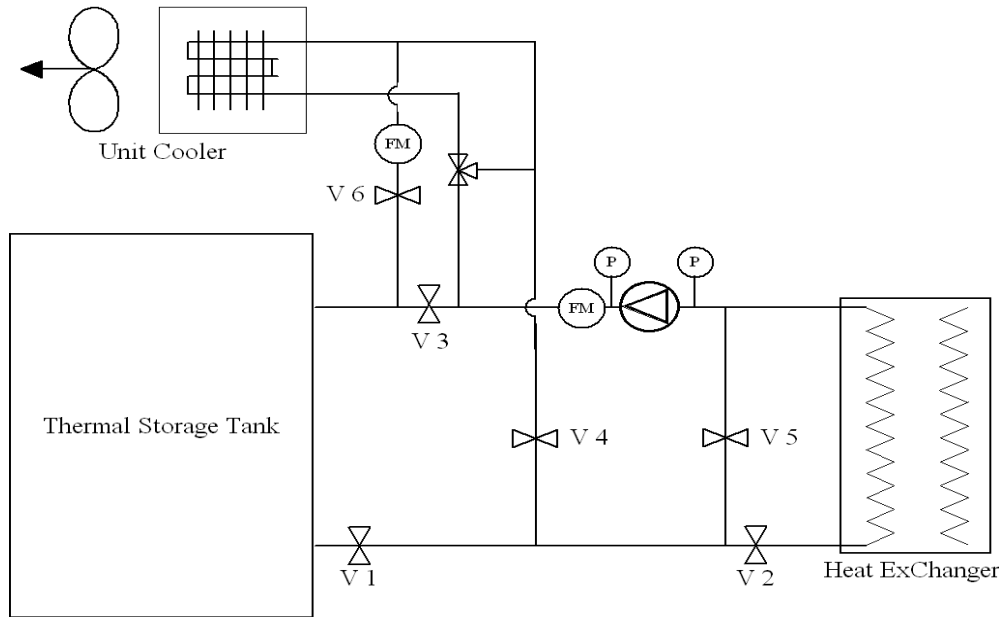 Unit Cooler
FM
V 6
P
P
FM
V 3
Thermal Storage Tank
V 4
V 5
V 1
V 2
Heat ExChanger